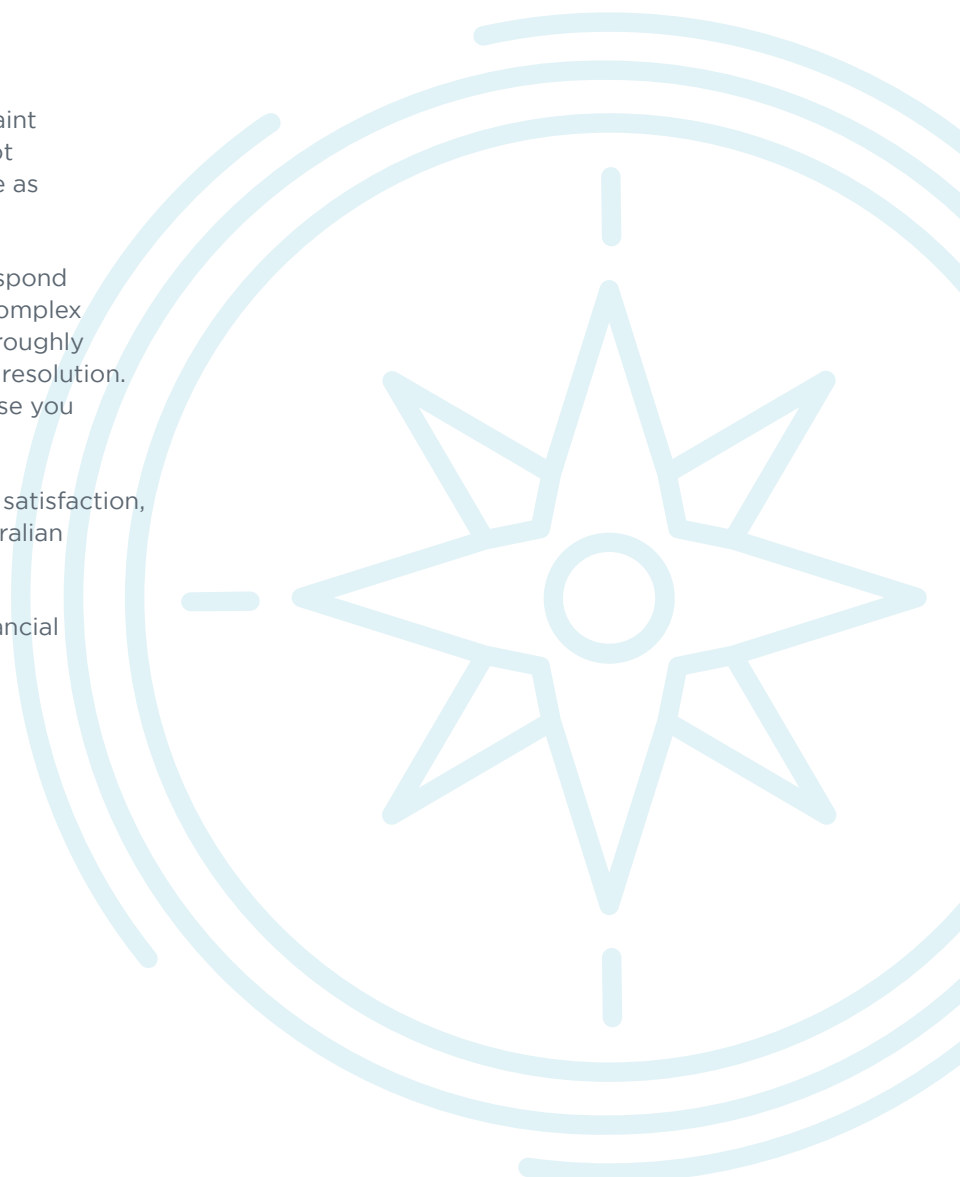 aint
ot
e as
spond
omplex
roughly
resolution.
se you
satisfaction,
ralian
ancial